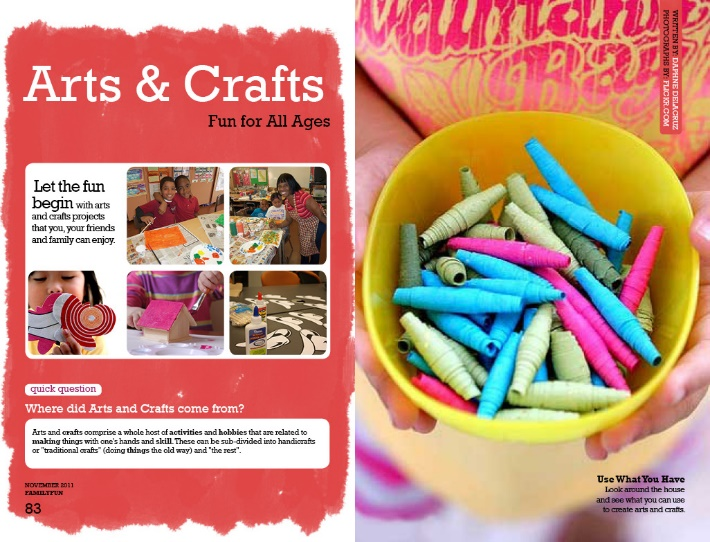 Arts & Crafts
Fun for All Ages
Let the fun
begin with arts
and crafts projects
that you, your friends
and family can enjoy.
quick question
Where did Arts and Crafts come from?
Arts and crafts comprise a whole host of activities and hobbies that are related to
making things with one's hands and skill. These can be sub-divided into handicrafts
or "traditional crafts" (doing things the old way) and "the rest".
NOVEMBER 2011
FAMILYFUN
83
WRITTEN BY: DAPHNE DELACRUZ
PHOTOGRAPHS BY: FLICKR.COM
Use What You Have
Look around the house
and see what you can use
to create arts and crafts.